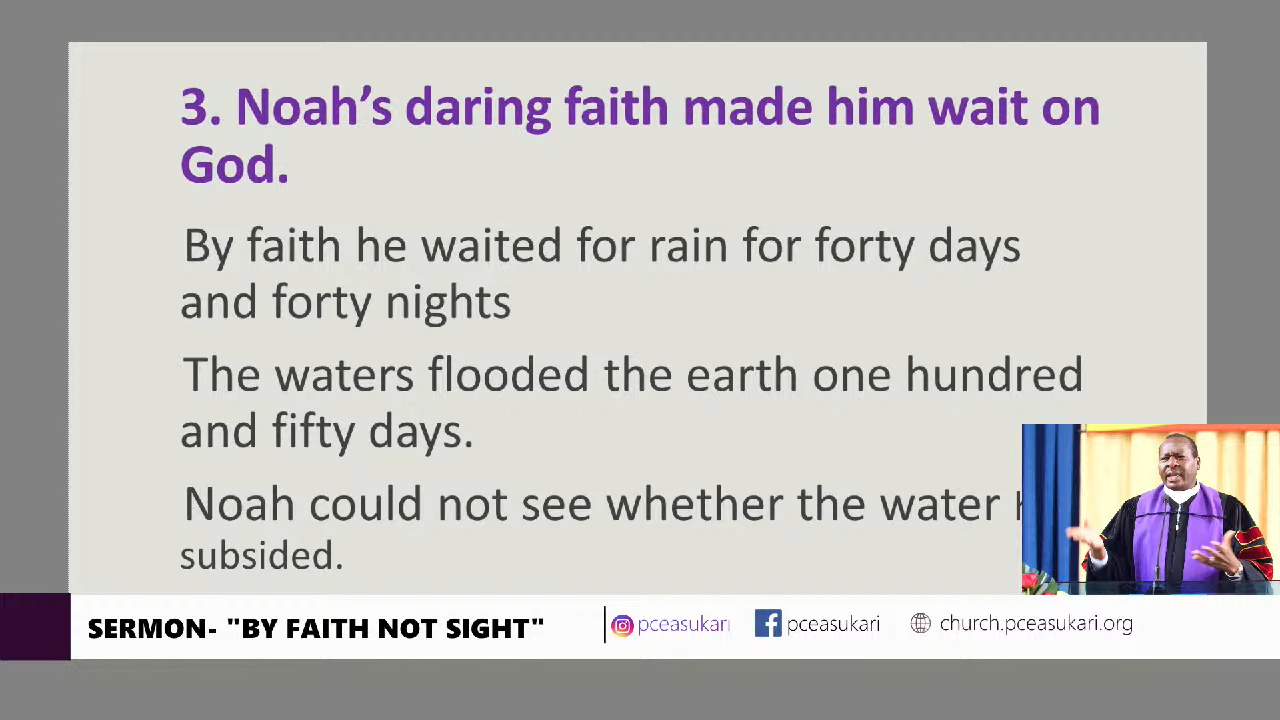 3. Noah’s daring faith made him wait on
God.
By faith he waited for rain for forty days
and forty nights
The waters flooded the earth one hundred
and fifty days.
Noah could not see whether the water
subsided.
SERMON- "BY FAITH NOT SIGHT"
pceasukari
pceasukari
church.pceasukari.org